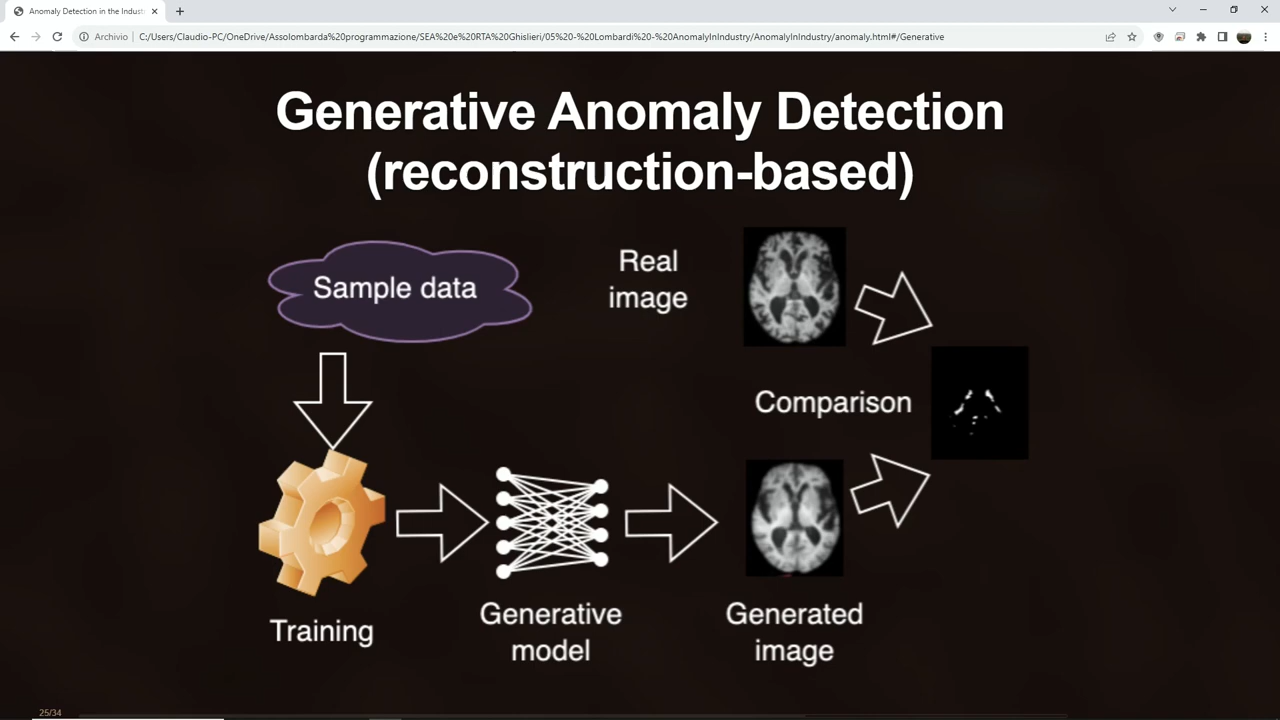 Anomaly Detection in the Indust
Archivio
C:/Users/Claudio-PC/OneDrive/Assolombarda%20programmazione/SEA%20e%20RTA%20Ghislieri/05%20-%20Lombardi%20-%20AnomalyInIndustry/AnomalyInIndustry/anomaly.html#/Generative
Generative Anomaly Detection
(reconstruction-based)
Sample data
Real
image
Comparison
Training
Generative
model
Generated
image
25/34